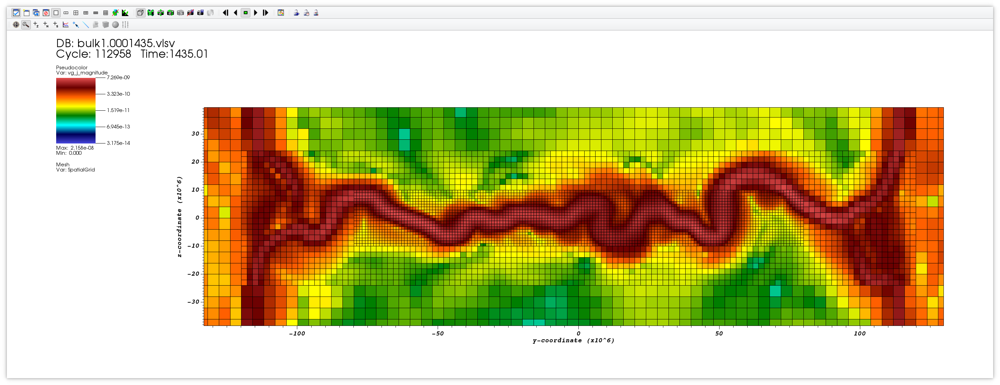 DB: bulk1.0001435.vlsv
Cycle: 112958 Time:1435.01
Pseudocolor
Var: vg_j_magnitude
7.269e-09
3.323e-10
1.519e-11
6.945e-13
3.175e-14
Max: 2.158e-08
Min: 0.000
Mesh
Var: SpatialGrid
z-coordinate (x10^6)
30
20
10
0
-10
-20
-30
-100
-50
0
50
100
y-coordinate (x10^6)